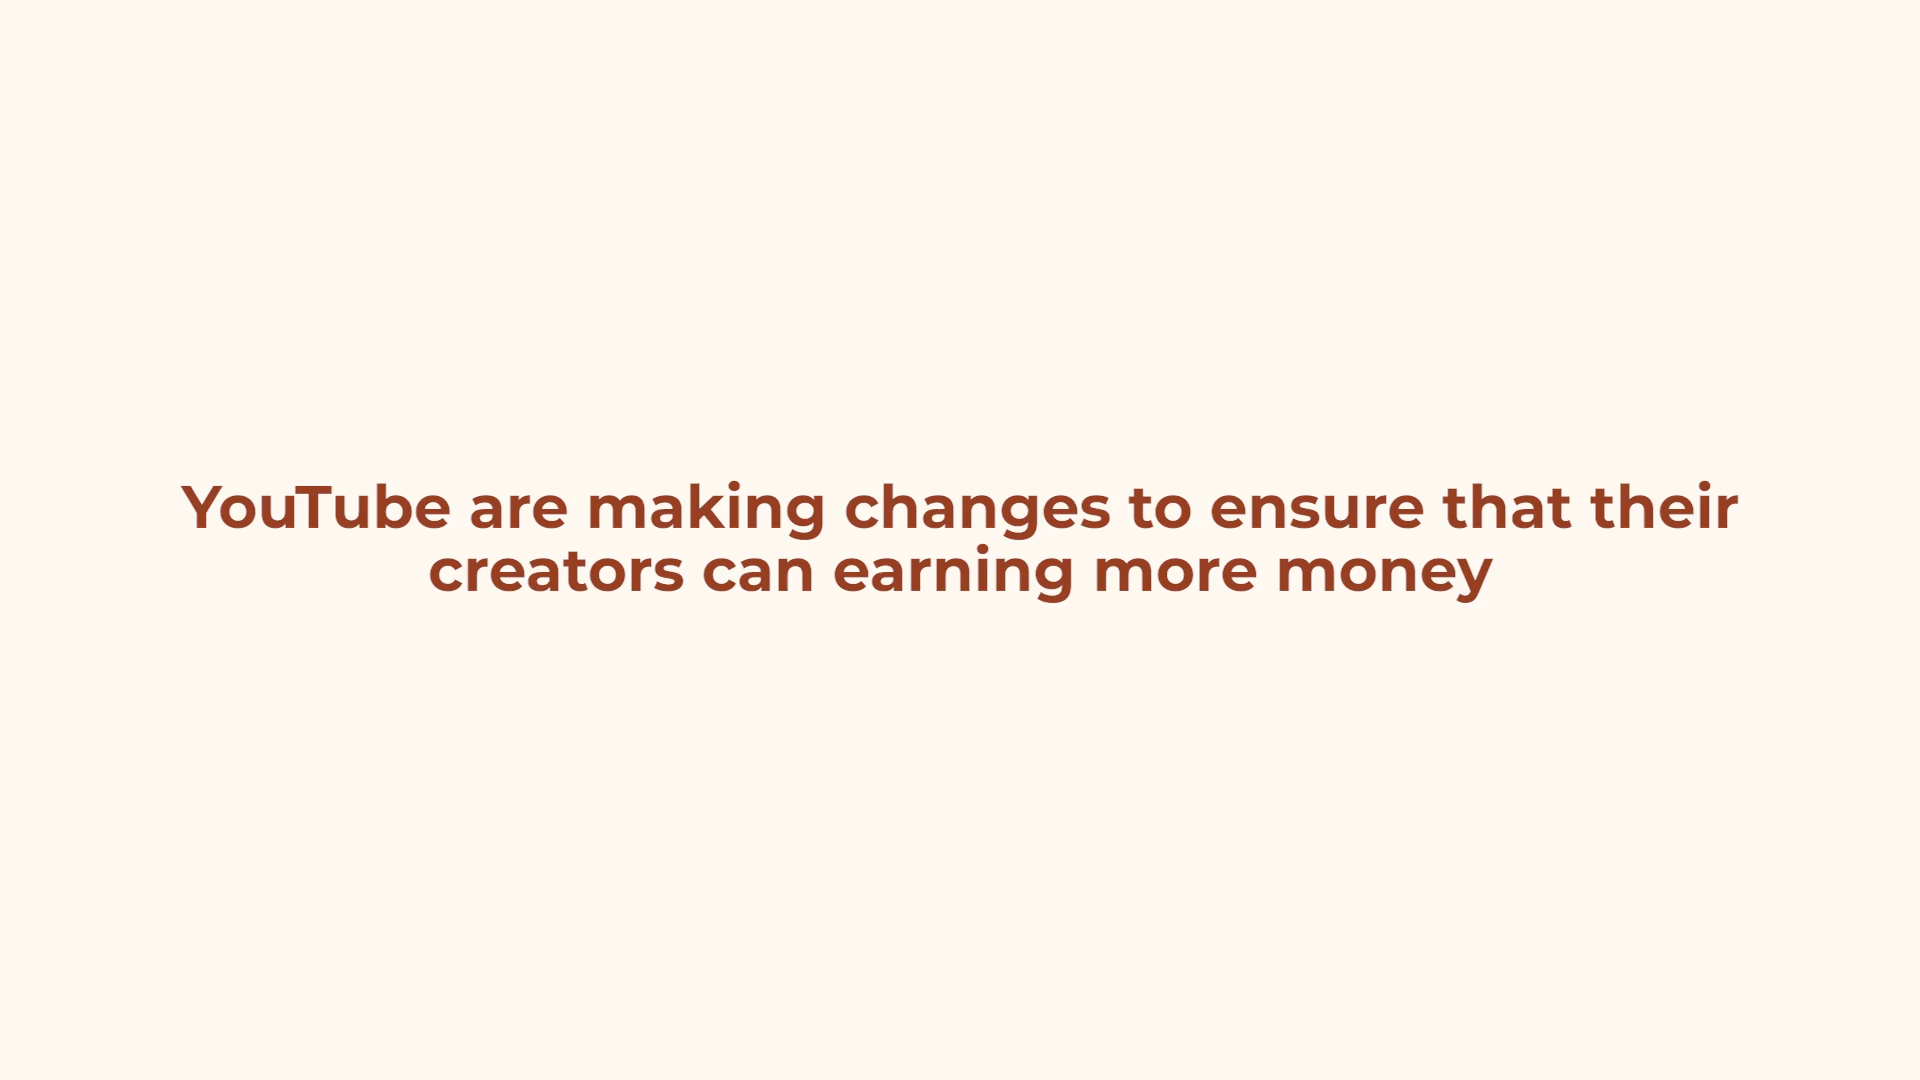 YouTube are making changes to ensure that their
creators can earning more money